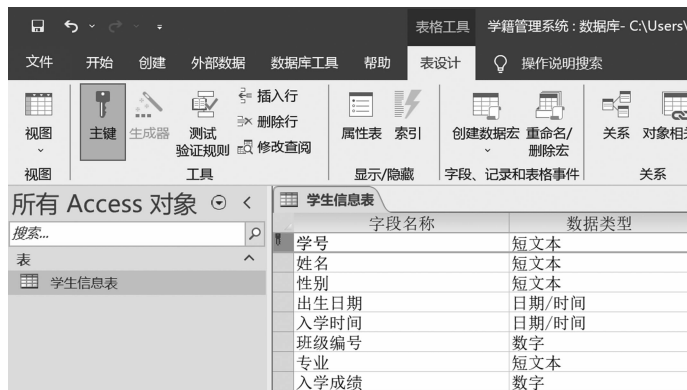 表格工具 学籍管理系统 : 数据库- C:\Users\
文件 开始 创建 外部数据 数据库工具 帮助 表设计 操作说明搜索
视图 主键 生成器 测试验证规则 插入行 删除行 修改查阅 属性表 索引 创建数据宏 重命名/删除宏 关系 对象相关
视图 工具 显示/隐藏 字段、记录和表格事件 关系
所有 Access 对象
搜索...
表
学生信息表
学生信息表
字段名称 数据类型
学号 短文本
姓名 短文本
性别 短文本
出生日期 日期/时间
入学时间 日期/时间
班级编号 数字
专业 短文本
入学成绩 数字